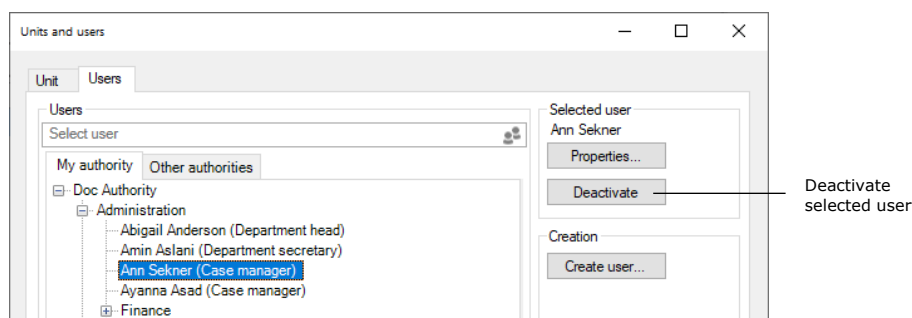 Units and users
Unit
Users
Users
Select user
My authority
Other authorities
Doc Authority
Administration
Abigail Anderson (Department head)
Amin Aslani (Department secretary)
Ann Sekner (Case manager)
Ayanna Asad (Case manager)
Finance
Selected user
Ann Sekner
Properties...
Deactivate
Creation
Create user...
Deactivate
selected user